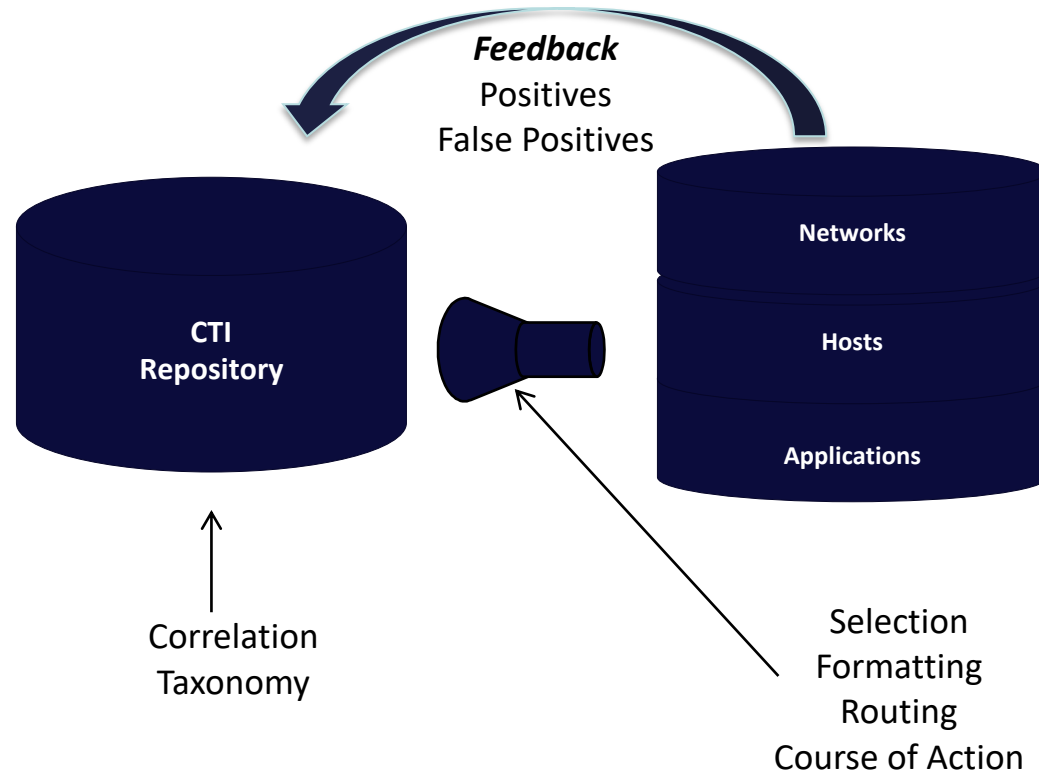 Feedback
Positives
False Positives
CTI
Repository
Networks
Hosts
Applications
Correlation
Taxonomy
Selection
Formatting
Routing
Course of Action